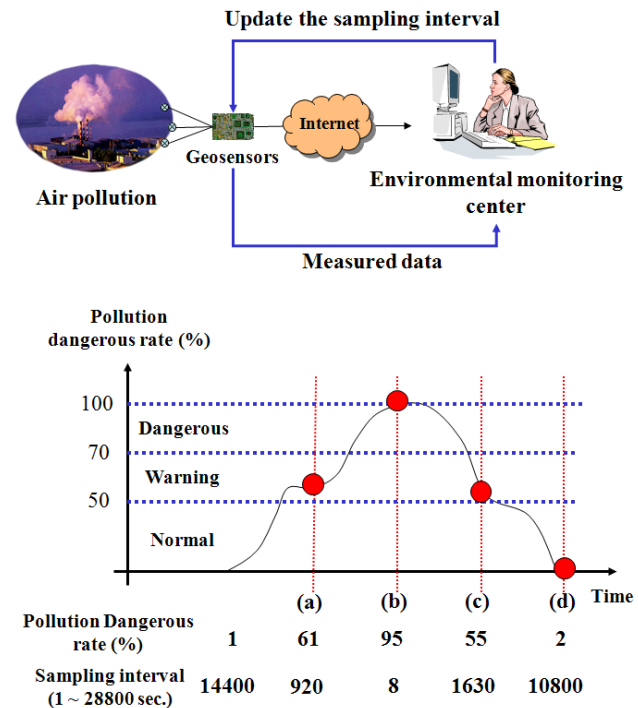 Update the sampling interval
Internet
Geosensors
Air pollution
Environmental monitoring
center
Measured data
Pollution
dangerous rate (%)
100
Dangerous
70
Warning
50
Normal
(a) (b) (c) (d) Time
Pollution Dangerous
rate (%)
1 61 95 55 2
Sampling interval
(1 ~ 28800 sec.)
14400 920 8 1630 10800